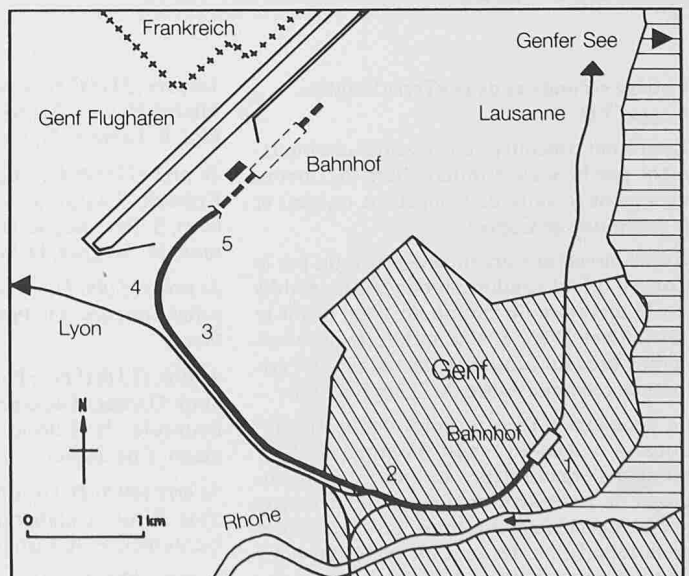 Frankreich
Genfer See
Genf Flughafen
Lausanne
Bahnhof
5
4
3
Lyon
Genf
N
Bahnhof
1
2
0 1 km
Rhone